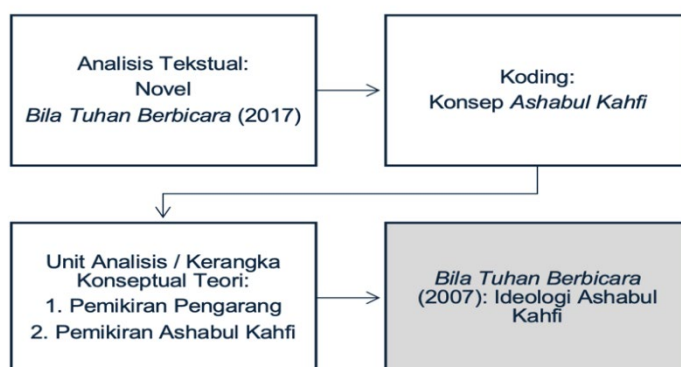 Analisis Tekstual:
Novel
Bila Tuhan Berbicara (2017)
Koding:
Konsep Ashabul Kahfi
Unit Analisis / Kerangka
Konseptual Teori:
1. Pemikiran Pengarang
2. Pemikiran Ashabul Kahfi
Bila Tuhan Berbicara
(2007): Ideologi Ashabul
Kahfi